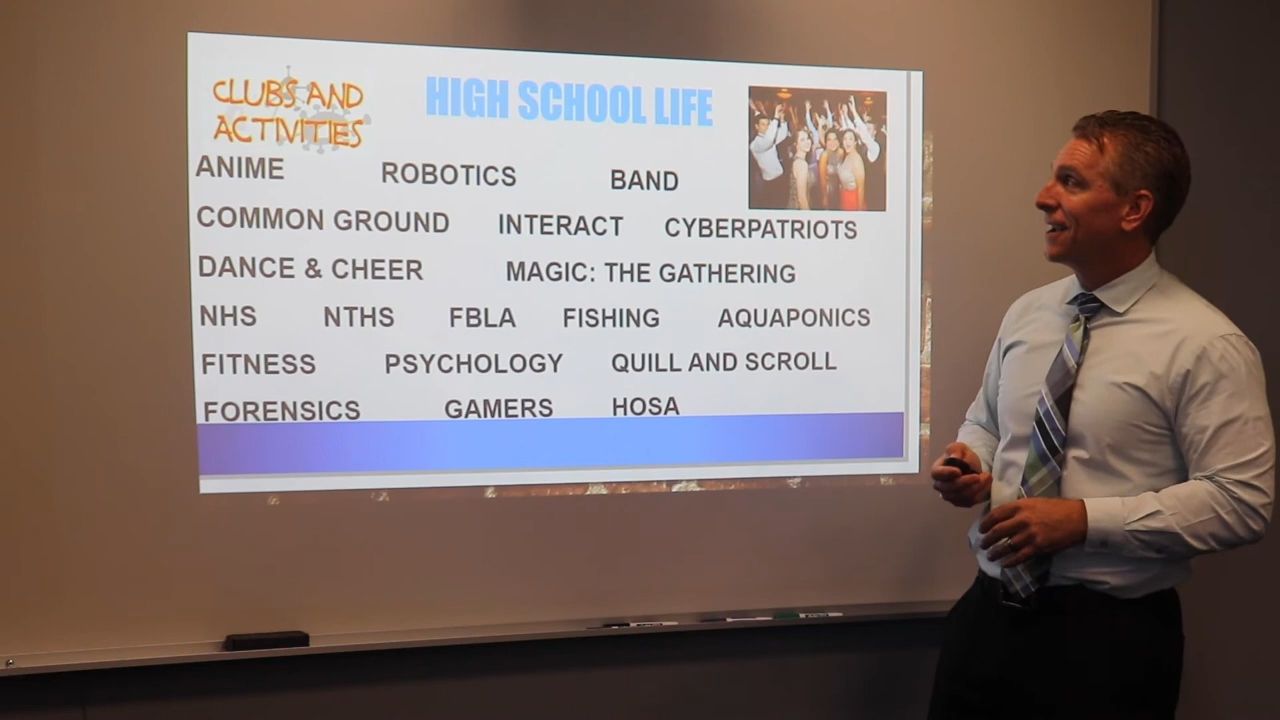 CLUBS AND
ACTIVITIES
HIGH SCHOOL LIFE
ANIME ROBOTICS BAND
COMMON GROUND INTERACT CYBERPATRIOTS
DANCE & CHEER MAGIC: THE GATHERING
NHS NTHS FBLA FISHING AQUAPONICS
FITNESS PSYCHOLOGY QUILL AND SCROLL
FORENSICS GAMERS HOSA